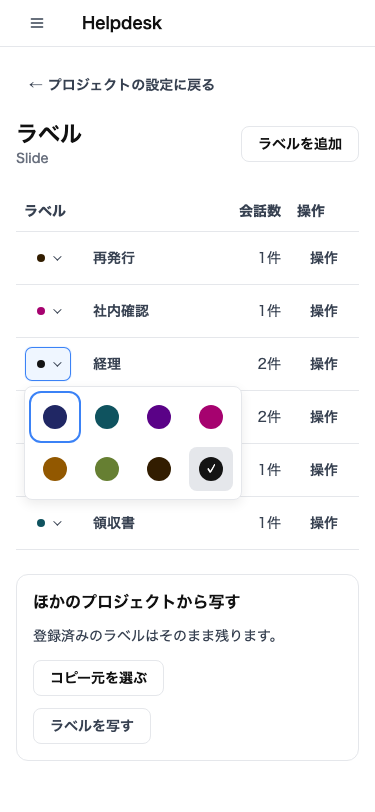 Helpdesk
← プロジェクトの設定に戻る
ラベル
Slide
ラベルを追加
ラベル 会話数 操作
再発行 1件 操作
社内確認 1件 操作
経理 2件 操作
2件 操作
1件 操作
領収書 1件 操作
ほかのプロジェクトから写す
登録済みのラベルはそのまま残ります。
コピー元を選ぶ
ラベルを写す